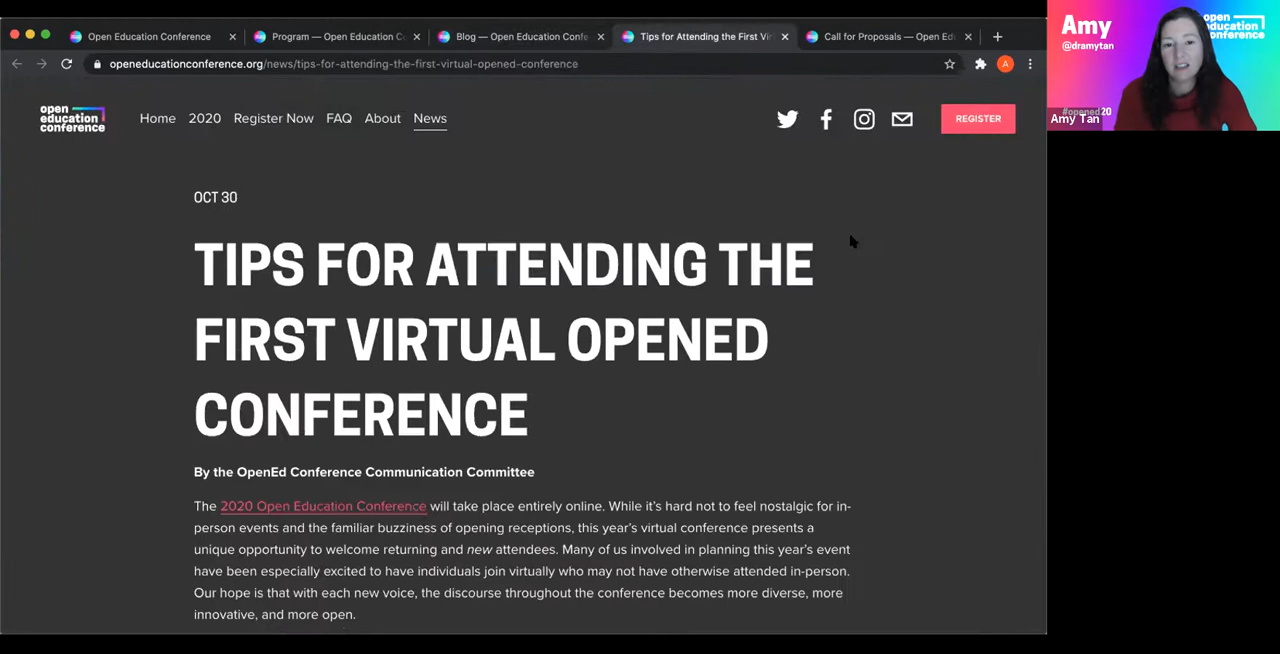 Open Education Conference
Program — Open Education C
Blog — Open Education Confe
Tips for Attending the First Vir
Call for Proposals — Open Ed
openeducationconference.org/news/tips-for-attending-the-first-virtual-opened-conference
A
open
education
conference
Home 2020 Register Now FAQ About News
REGISTER
OCT 30
TIPS FOR ATTENDING THE
FIRST VIRTUAL OPENED
CONFERENCE
By the OpenEd Conference Communication Committee
The 2020 Open Education Conference will take place entirely online. While it’s hard not to feel nostalgic for in-
person events and the familiar buzziness of opening receptions, this year’s virtual conference presents a
unique opportunity to welcome returning and new attendees. Many of us involved in planning this year’s event
have been especially excited to have individuals join virtually who may not have otherwise attended in-person.
Our hope is that with each new voice, the discourse throughout the conference becomes more diverse, more
innovative, and more open.
Amy
@dramytan
open
education
conference
#opened20
Amy Tan